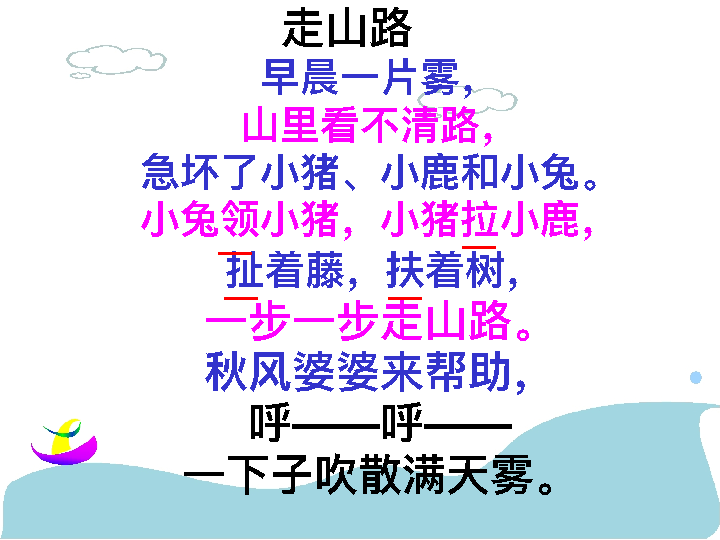 走山路
早晨一片雾，
山里看不清路，
急坏了小猪、小鹿和小兔。
小兔领小猪，小猪拉小鹿，
扯着藤，扶着树，
一步一步走山路。
秋风婆婆来帮助，
呼——呼——
一下子吹散满天雾。